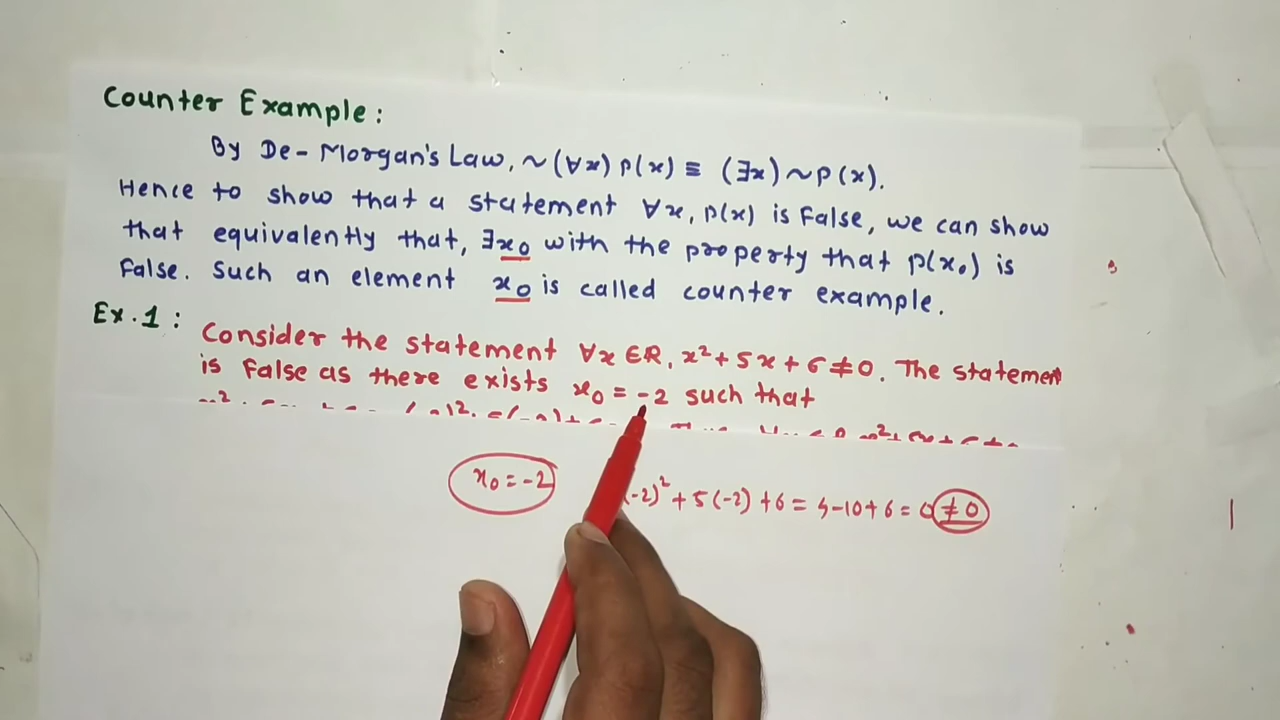 Counter Example:
By De-Morgan's Law, ~(∀x) p(x) ≡ (∃x) ~p(x).
Hence to show that a statement ∀x, p(x) is False, we can show
that equivalently that, ∃x₀ with the property that p(x₀) is
False. Such an element x₀ is called counter example.
Ex.1: Consider the statement ∀x ∈ R, x²+5x+6≠0. The statement
is False as there exists x₀ = -2 such that
x₀ = -2 (-2)² + 5(-2) + 6 = 4-10+6 = 0 ≠ 0